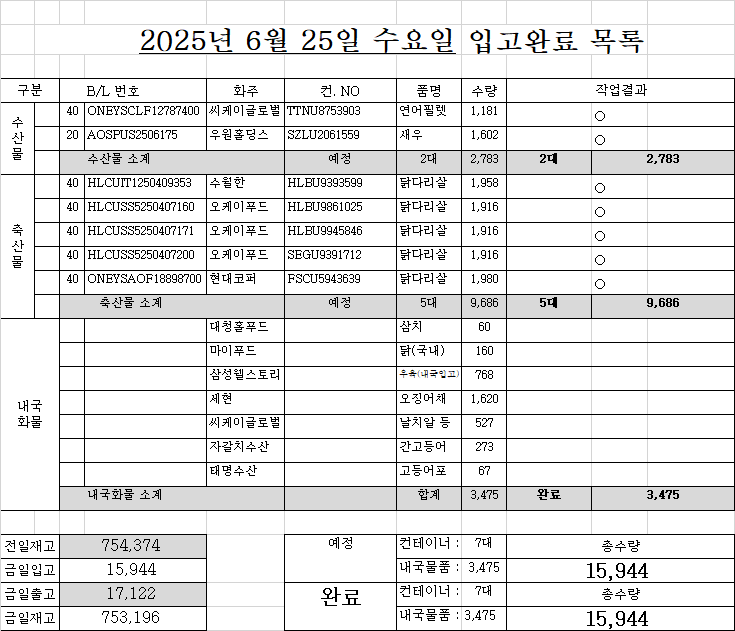 2025년 6월 25일 수요일 입고완료 목록
구분 B/L 번호 화주 컨. NO 품명 수량 작업결과
수산물
40 ONEYSCLF12787400 씨케이글로벌 TTNU8753903 연어필렛 1,181 ○
20 AOSPUS2506175 우원홀딩스 SZLU2061559 새우 1,602 ○
수산물 소계 예정 2대 2,783 2대 2,783
축산물
40 HLCUIT1250409353 수월한 HLBU9393599 닭다리살 1,958 ○
40 HLCUSS5250407160 오케이푸드 HLBU9861025 닭다리살 1,916 ○
40 HLCUSS5250407171 오케이푸드 HLBU9945846 닭다리살 1,916 ○
40 HLCUSS5250407200 오케이푸드 SEGU9391712 닭다리살 1,916 ○
40 ONEYSAOF18898700 현대코퍼 FSCU5943639 닭다리살 1,980 ○
축산물 소계 예정 5대 9,686 5대 9,686
내국화물
대청홀푸드 삼치 60
마이푸드 닭(국내) 160
삼성웰스토리 우육(내국입고) 768
세현 오징어채 1,620
씨케이글로벌 날치알 등 527
자갈치수산 간고등어 273
태명수산 고등어포 67
내국화물 소계 합계 3,475 완료 3,475
전일재고 754,374 예정 컨테이너 : 7대 총수량
금일입고 15,944 내국물품 : 3,475 15,944
금일출고 17,122 완료 컨테이너 : 7대 총수량
금일재고 753,196 내국물품 : 3,475 15,944